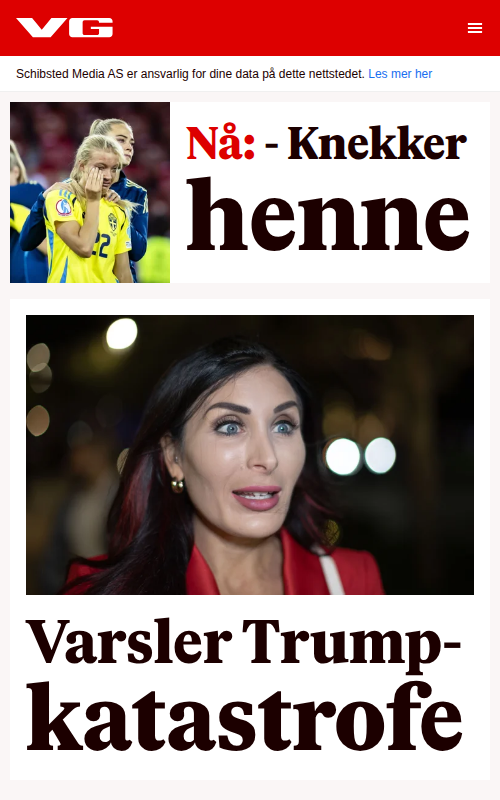 VG
Schibsted Media AS er ansvarlig for dine data på dette nettstedet. Les mer her
Nå: - Knekker
henne
22
Varsler Trump-
katastrofe